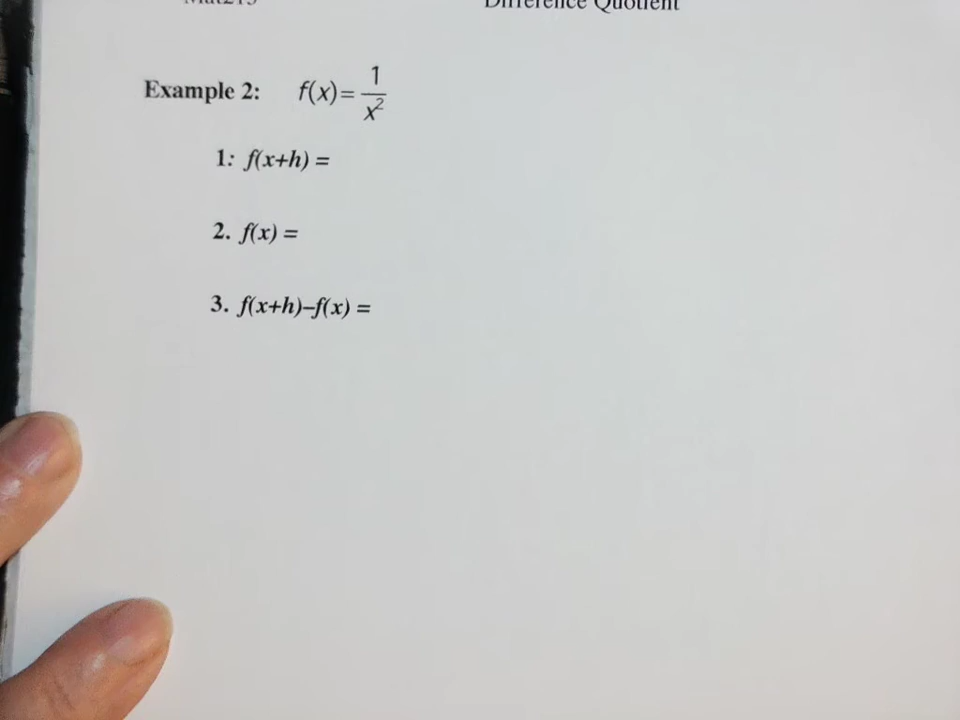 Difference Quotient
Example 2: f(x)= 1/x²
1: f(x+h) =
2. f(x) =
3. f(x+h)–f(x) =